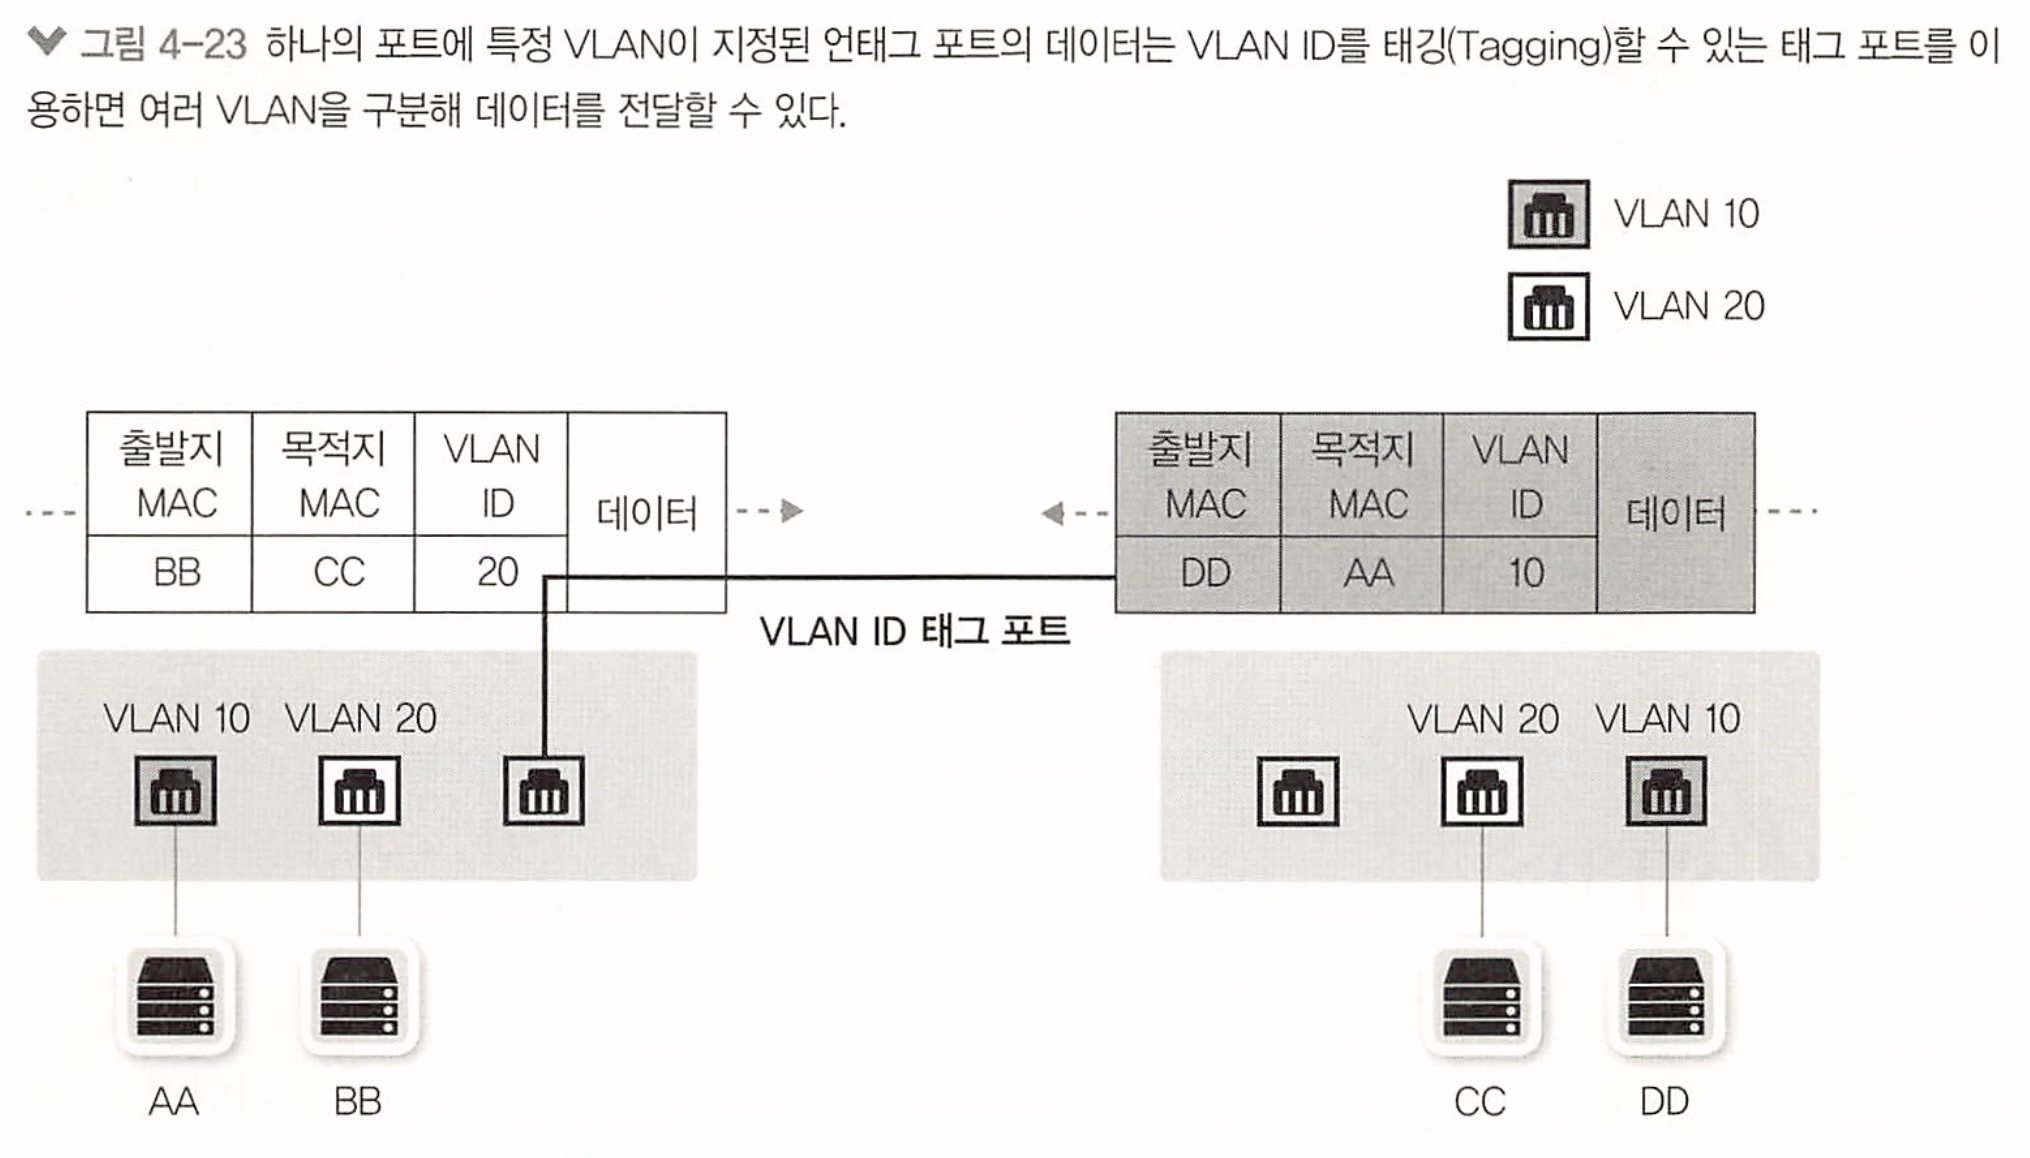 그림 4-23 하나의 포트에 특정 VLAN이 지정된 언태그 포트의 데이터는 VLAN ID를 태깅(Tagging)할 수 있는 태그 포트를 이
용하면 여러 VLAN을 구분해 데이터를 전달할 수 있다.
VLAN 10
VLAN 20
출발지 MAC
목적지 MAC
VLAN ID
데이터
BB
CC
20
출발지 MAC
목적지 MAC
VLAN ID
데이터
DD
AA
10
VLAN ID 태그 포트
VLAN 10
VLAN 20
VLAN 20
VLAN 10
AA
BB
CC
DD